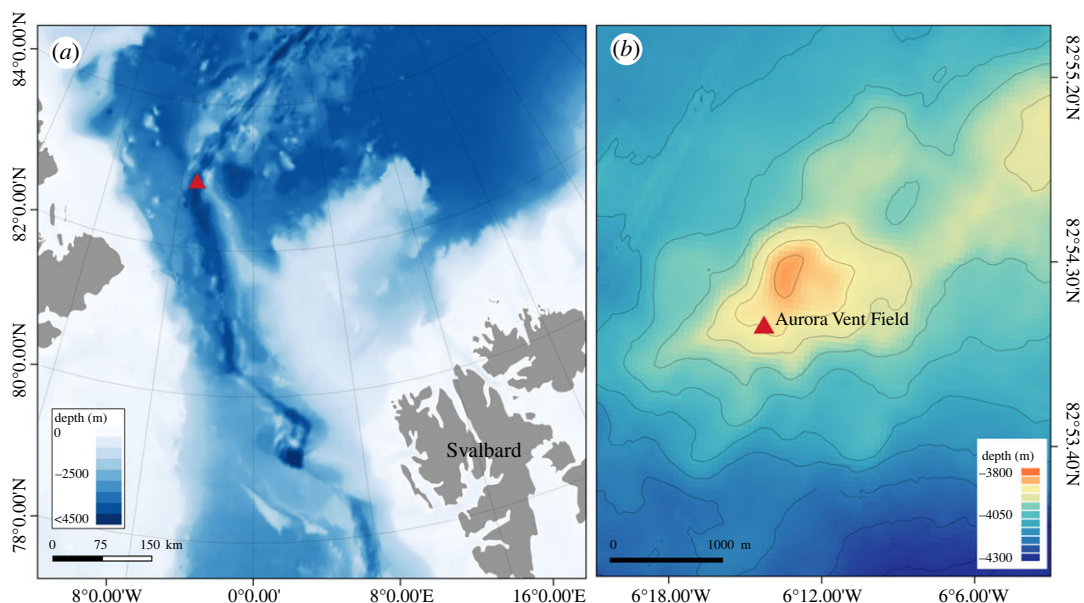 (a)
84°0.00'N
82°0.00'N
80°0.00'N
78°0.00'N
depth (m)
0
–2500
<4500
0 75 150 km
Svalbard
8°0.00'W 0°0.00' 8°0.00'E 16°0.00'E
(b)
82°55.20'N
82°54.30'N
82°53.40'N
Aurora Vent Field
depth (m)
–3800
–4050
–4300
0 1000 m
6°18.00'W 6°12.00'W 6°06.00'W